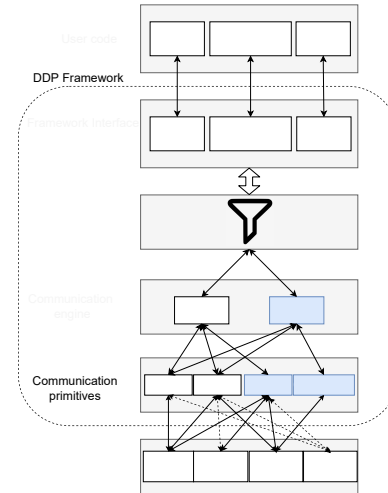 User code
DDP Framework
Framework interface
Communication
engine
Communication
primitives